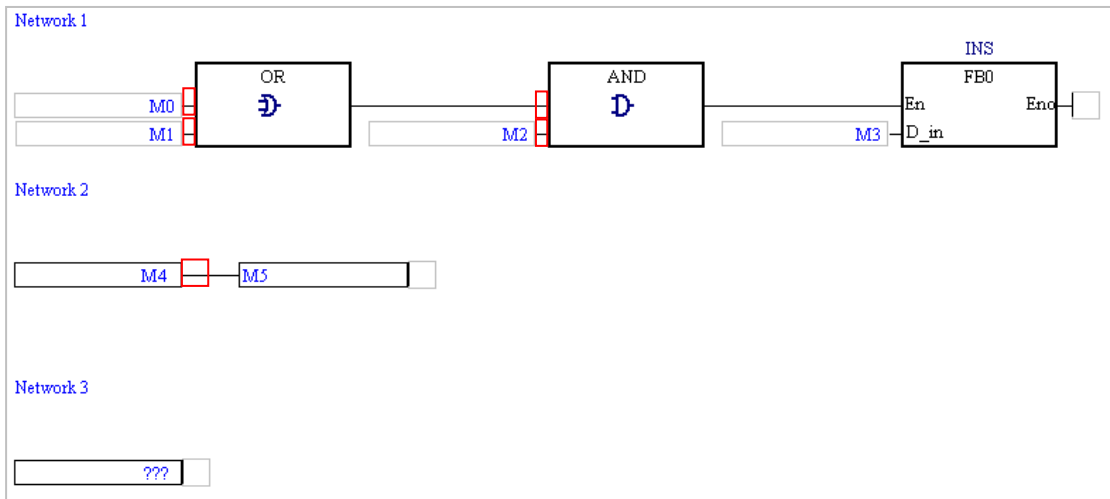 Network 1
INS
OR AND FB0
M0 En Eno
M1 M2 M3 D_in
Network 2
M4 M5
Network 3
???